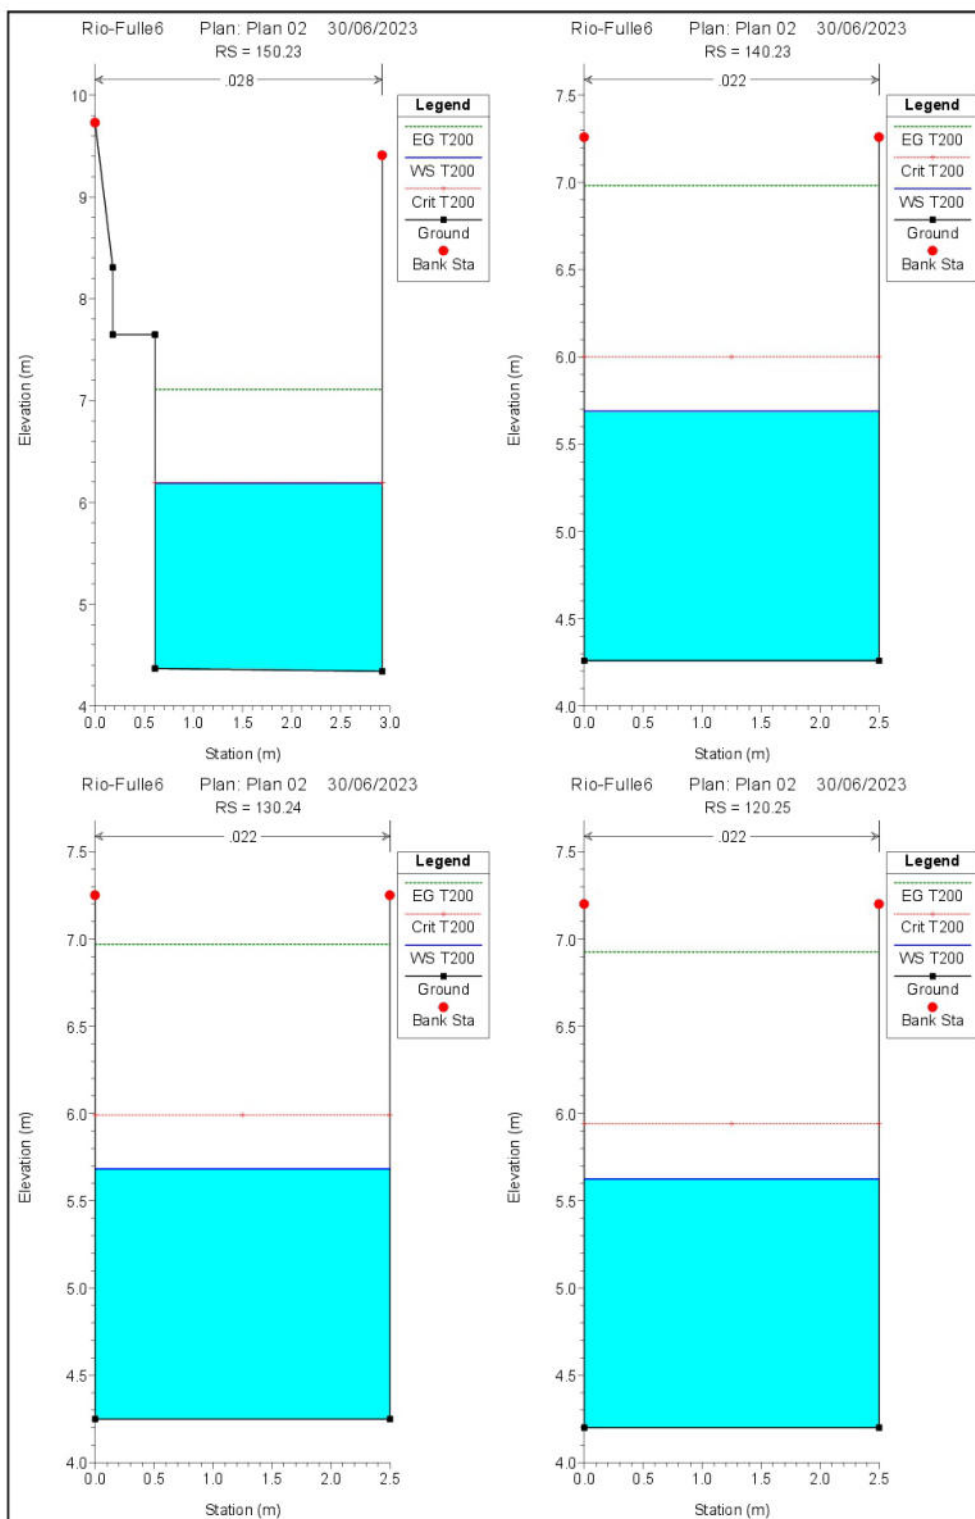 Rio-Fulle6 Plan: Plan 02 30/06/2023
RS = 150.23
.028
Legend
EG T200
WS T200
Crit T200
Ground
Bank Sta
10
9
8
7
6
5
4
Elevation (m)
0.0 0.5 1.0 1.5 2.0 2.5 3.0
Station (m)
Rio-Fulle6 Plan: Plan 02 30/06/2023
RS = 140.23
.022
Legend
EG T200
Crit T200
WS T200
Ground
Bank Sta
7.5
7.0
6.5
6.0
5.5
5.0
4.5
4.0
Elevation (m)
0.0 0.5 1.0 1.5 2.0 2.5
Station (m)
Rio-Fulle6 Plan: Plan 02 30/06/2023
RS = 130.24
.022
Legend
EG T200
Crit T200
WS T200
Ground
Bank Sta
7.5
7.0
6.5
6.0
5.5
5.0
4.5
4.0
Elevation (m)
0.0 0.5 1.0 1.5 2.0 2.5
Station (m)
Rio-Fulle6 Plan: Plan 02 30/06/2023
RS = 120.25
.022
Legend
EG T200
Crit T200
WS T200
Ground
Bank Sta
7.5
7.0
6.5
6.0
5.5
5.0
4.5
4.0
Elevation (m)
0.0 0.5 1.0 1.5 2.0 2.5
Station (m)